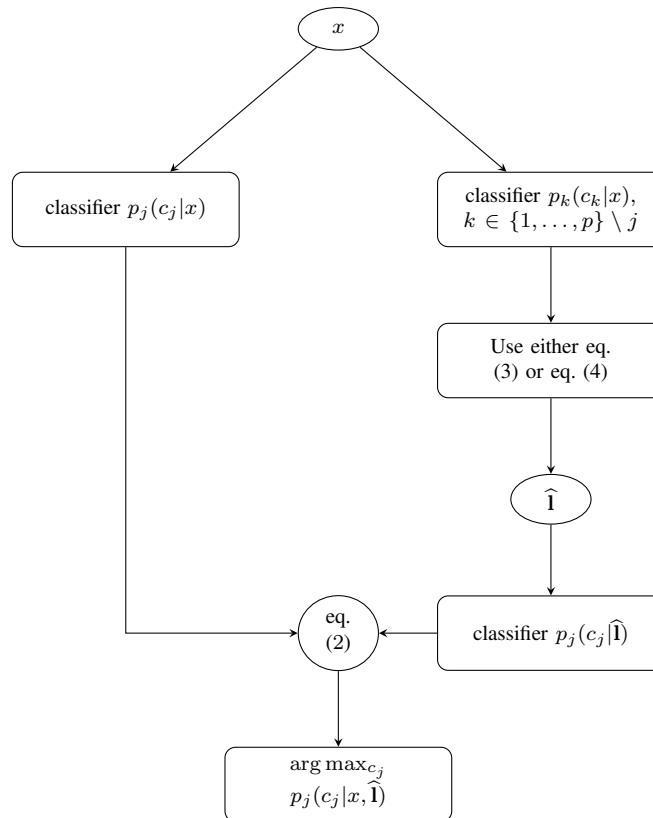 x
classifier p_j(c_j|x)
classifier p_k(c_k|x),
k ∈ {1, . . . , p} \ j
Use either eq.
(3) or eq. (4)
l̂
eq.
(2)
classifier p_j(c_j|l̂)
arg max_{c_j}
p_j(c_j|x, l̂)